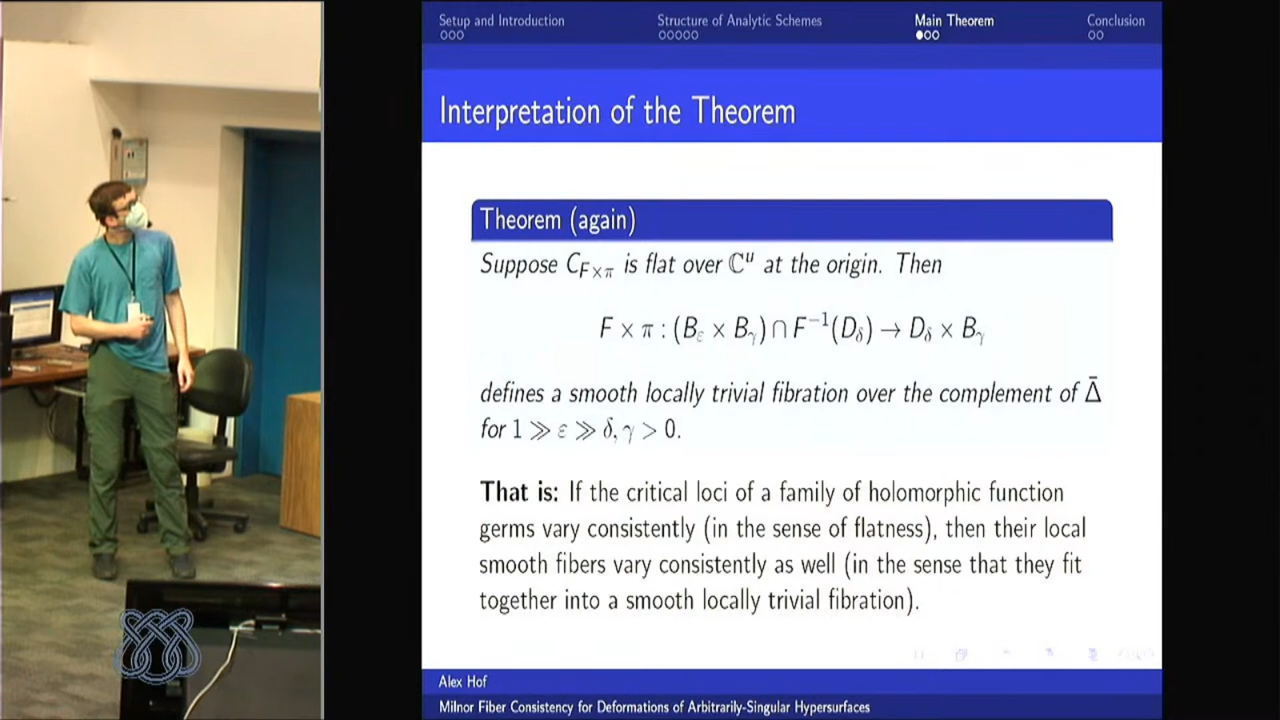 Setup and Introduction
Structure of Analytic Schemes
Main Theorem
Conclusion
Interpretation of the Theorem
Theorem (again)
Suppose C_{F×π} is flat over ℂᵘ at the origin. Then
F × π : (B_ε × B_γ) ∩ F⁻¹(D_δ) → D_δ × B_γ
defines a smooth locally trivial fibration over the complement of Δ̄
for 1 ≫ ε ≫ δ, γ > 0.
That is: If the critical loci of a family of holomorphic function
germs vary consistently (in the sense of flatness), then their local
smooth fibers vary consistently as well (in the sense that they fit
together into a smooth locally trivial fibration).
Alex Hof
Milnor Fiber Consistency for Deformations of Arbitrarily-Singular Hypersurfaces